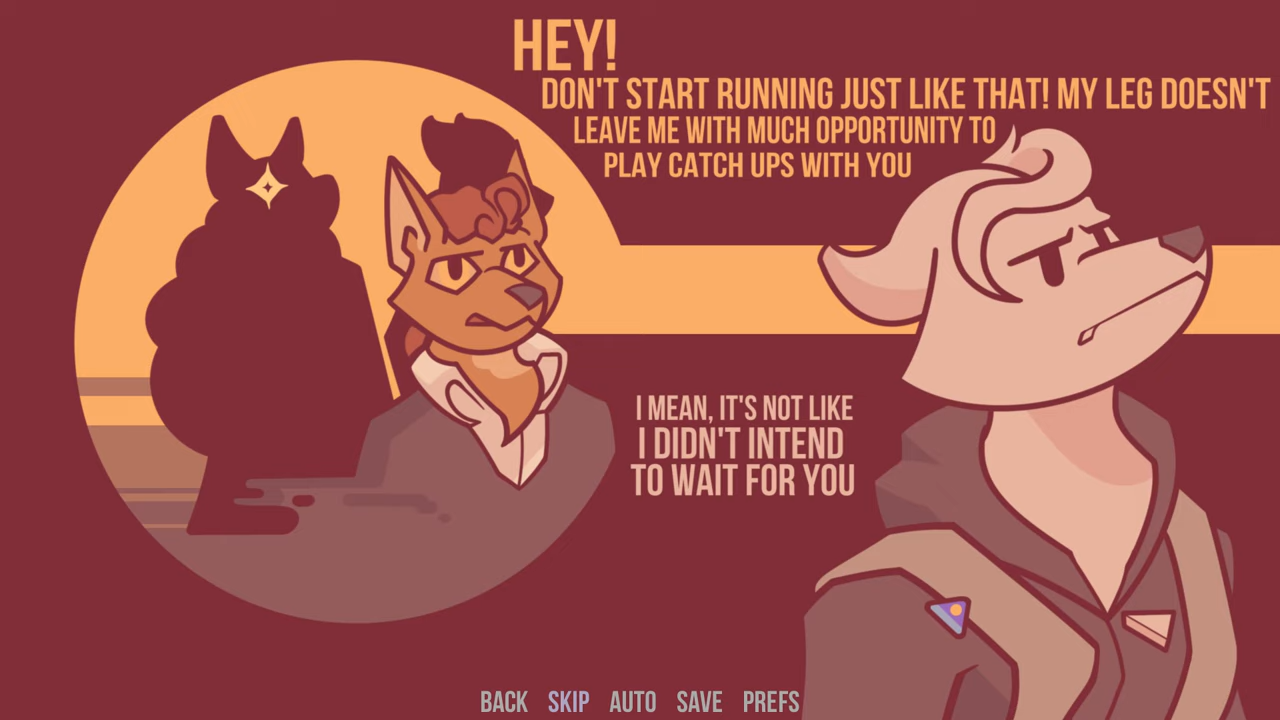 HEY!
DON'T START RUNNING JUST LIKE THAT! MY LEG DOESN'T
LEAVE ME WITH MUCH OPPORTUNITY TO
PLAY CATCH UPS WITH YOU
I MEAN, IT'S NOT LIKE
I DIDN'T INTEND
TO WAIT FOR YOU
BACK SKIP AUTO SAVE PREFS